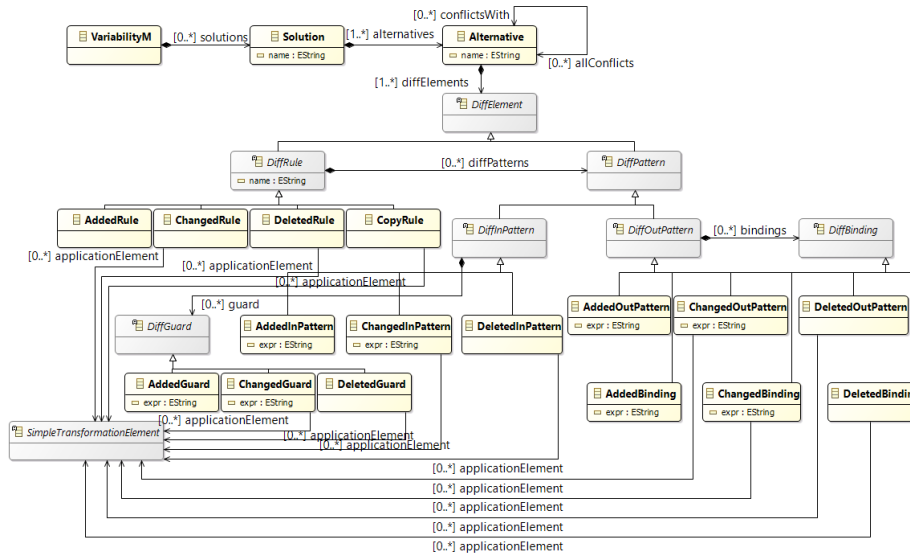 [0..*] conflictsWith
VariabilityM
[0..*] solutions
Solution
name : EString
[1..*] alternatives
Alternative
name : EString
[0..*] allConflicts
[1..*] diffElements
DiffElement
DiffRule
name : EString
[0..*] diffPatterns
DiffPattern
AddedRule
ChangedRule
DeletedRule
CopyRule
DiffInPattern
DiffOutPattern
[0..*] bindings
DiffBinding
[0..*] applicationElement
[0..*] applicationElement
[0..*] applicationElement
[0..*] guard
DiffGuard
AddedInPattern
expr : EString
ChangedInPattern
expr : EString
DeletedInPattern
AddedOutPattern
expr : EString
ChangedOutPattern
expr : EString
DeletedOutPattern
AddedGuard
expr : EString
ChangedGuard
expr : EString
DeletedGuard
AddedBinding
expr : EString
ChangedBinding
expr : EString
DeletedBindin
SimpleTransformationElement
[0..*] applicationElement
[0..*] applicationElement
[0..*] applicationElement
[0..*] applicationElement
[0..*] applicationElement
[0..*] applicationElement
[0..*] applicationElement